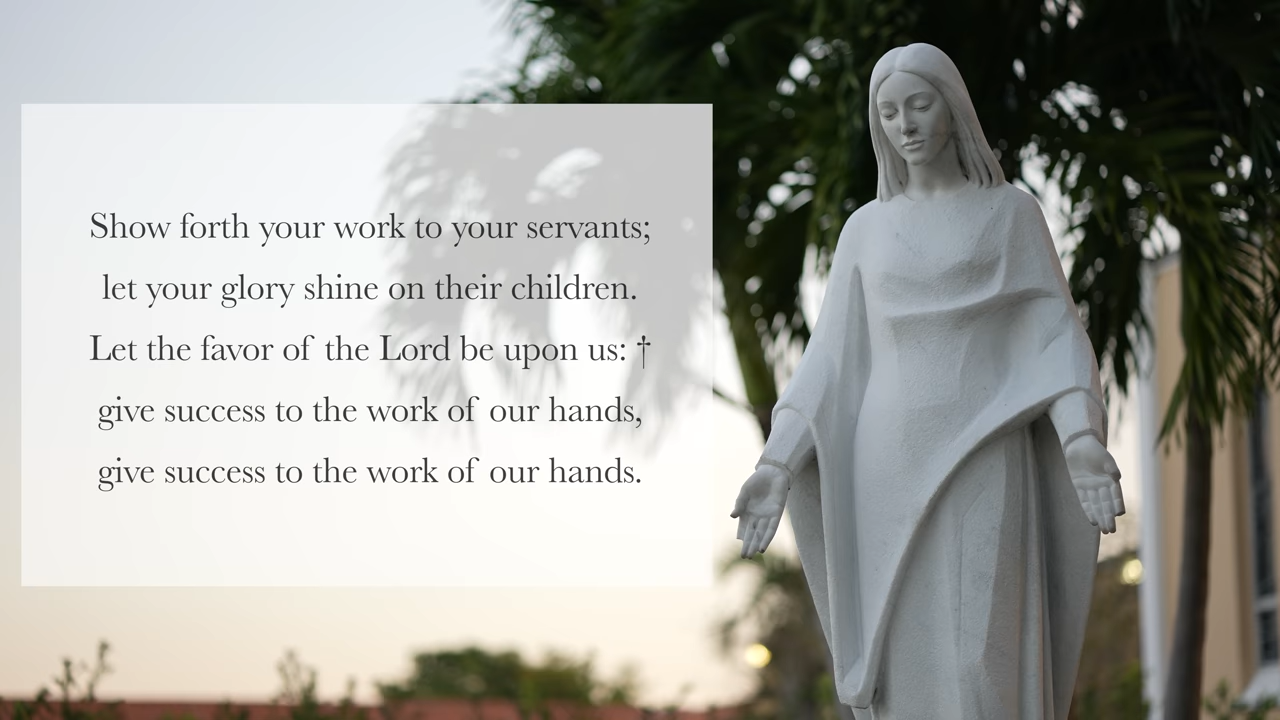 Show forth your work to your servants;
let your glory shine on their children.
Let the favor of the Lord be upon us: †
give success to the work of our hands,
give success to the work of our hands.